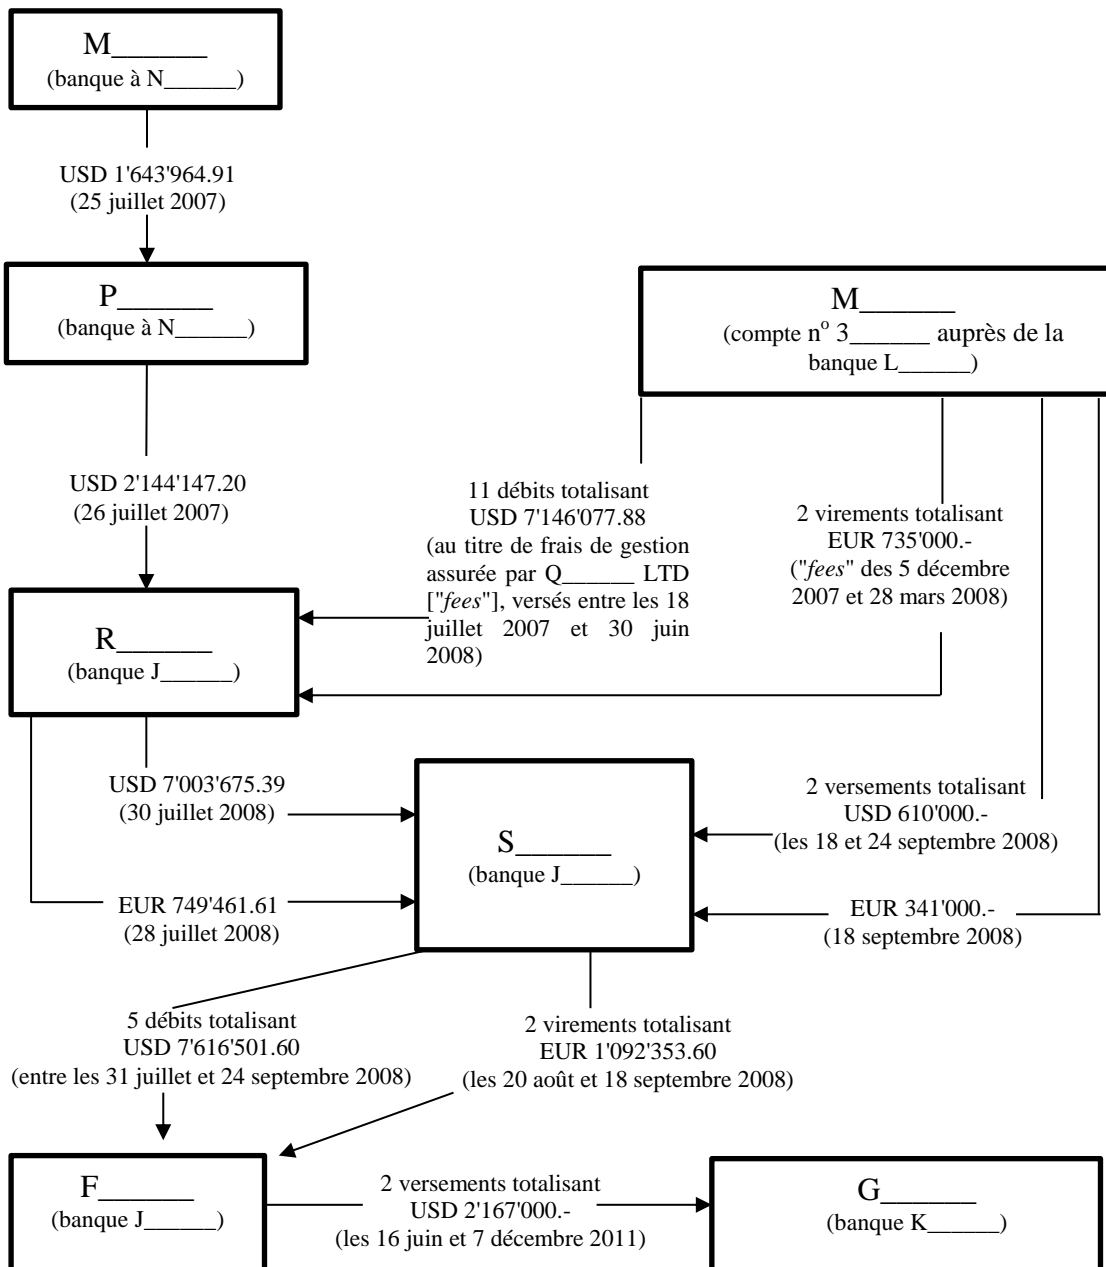 M______
(banque à N______)
USD 1'643'964.91
(25 juillet 2007)
P______
(banque à N______)
M______
(compte nº 3______ auprès de la
banque L______)
USD 2'144'147.20
(26 juillet 2007)
11 débits totalisant
USD 7'146'077.88
(au titre de frais de gestion
assurée par Q______ LTD
["fees"], versés entre les 18
juillet 2007 et 30 juin
2008)
2 virements totalisant
EUR 735'000.-
("fees" des 5 décembre
2007 et 28 mars 2008)
R______
(banque J______)
USD 7'003'675.39
(30 juillet 2008)
EUR 749'461.61
(28 juillet 2008)
S______
(banque J______)
2 versements totalisant
USD 610'000.-
(les 18 et 24 septembre 2008)
EUR 341'000.-
(18 septembre 2008)
5 débits totalisant
USD 7'616'501.60
(entre les 31 juillet et 24 septembre 2008)
2 virements totalisant
EUR 1'092'353.60
(les 20 août et 18 septembre 2008)
F______
(banque J______)
2 versements totalisant
USD 2'167'000.-
(les 16 juin et 7 décembre 2011)
G______
(banque K______)